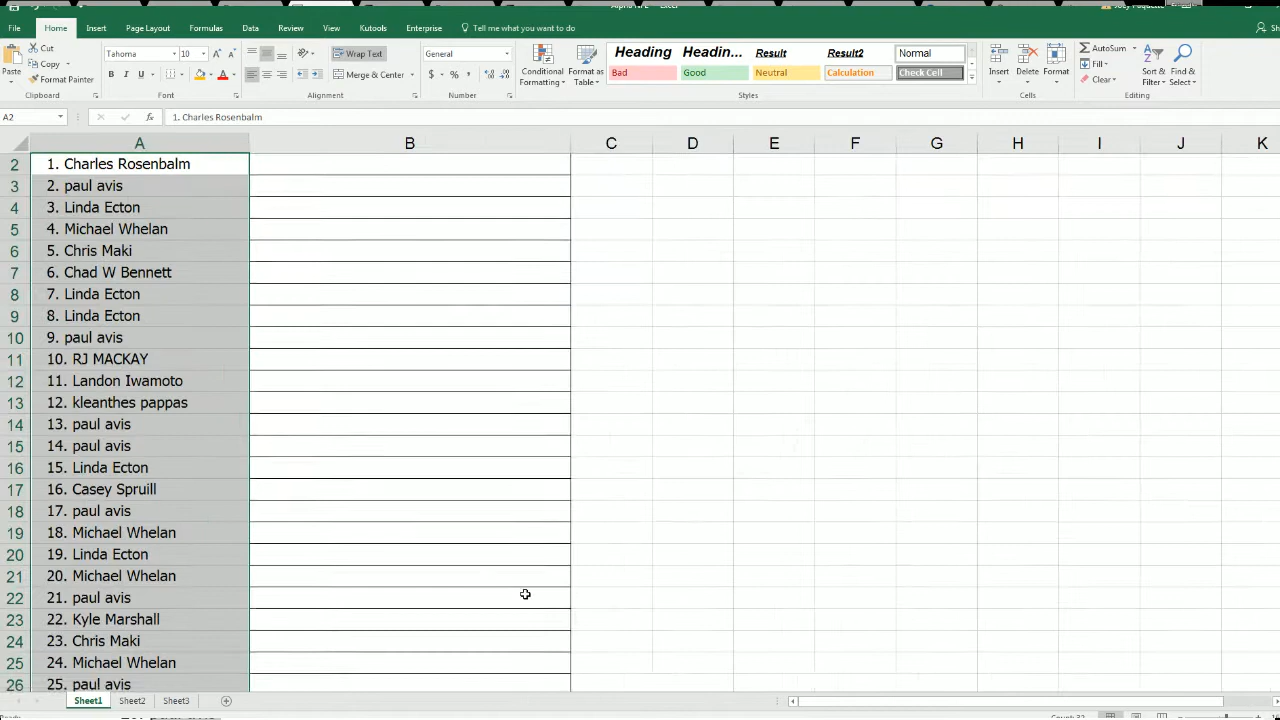 File Home Insert Page Layout Formulas Data Review View Kutools Enterprise Tell me what you want to do
Cut
Copy
Format Painter
Paste
Clipboard
Tahoma 10
B I U
Font
Wrap Text
Merge & Center
Alignment
General
$ % ,
Number
Conditional Formatting
Format as Table
Heading Headin... Result Result2 Normal
Bad Good Neutral Calculation Check Cell
Styles
Insert Delete Format
Cells
AutoSum
Fill
Clear
Sort & Filter
Find & Select
Editing
A2 fx 1. Charles Rosenbalm
A B C D E F G H I J K
2 1. Charles Rosenbalm
3 2. paul avis
4 3. Linda Ecton
5 4. Michael Whelan
6 5. Chris Maki
7 6. Chad W Bennett
8 7. Linda Ecton
9 8. Linda Ecton
10 9. paul avis
11 10. RJ MACKAY
12 11. Landon Iwamoto
13 12. kleanthes pappas
14 13. paul avis
15 14. paul avis
16 15. Linda Ecton
17 16. Casey Spruill
18 17. paul avis
19 18. Michael Whelan
20 19. Linda Ecton
21 20. Michael Whelan
22 21. paul avis
23 22. Kyle Marshall
24 23. Chris Maki
25 24. Michael Whelan
26 25. paul avis
Sheet1 Sheet2 Sheet3